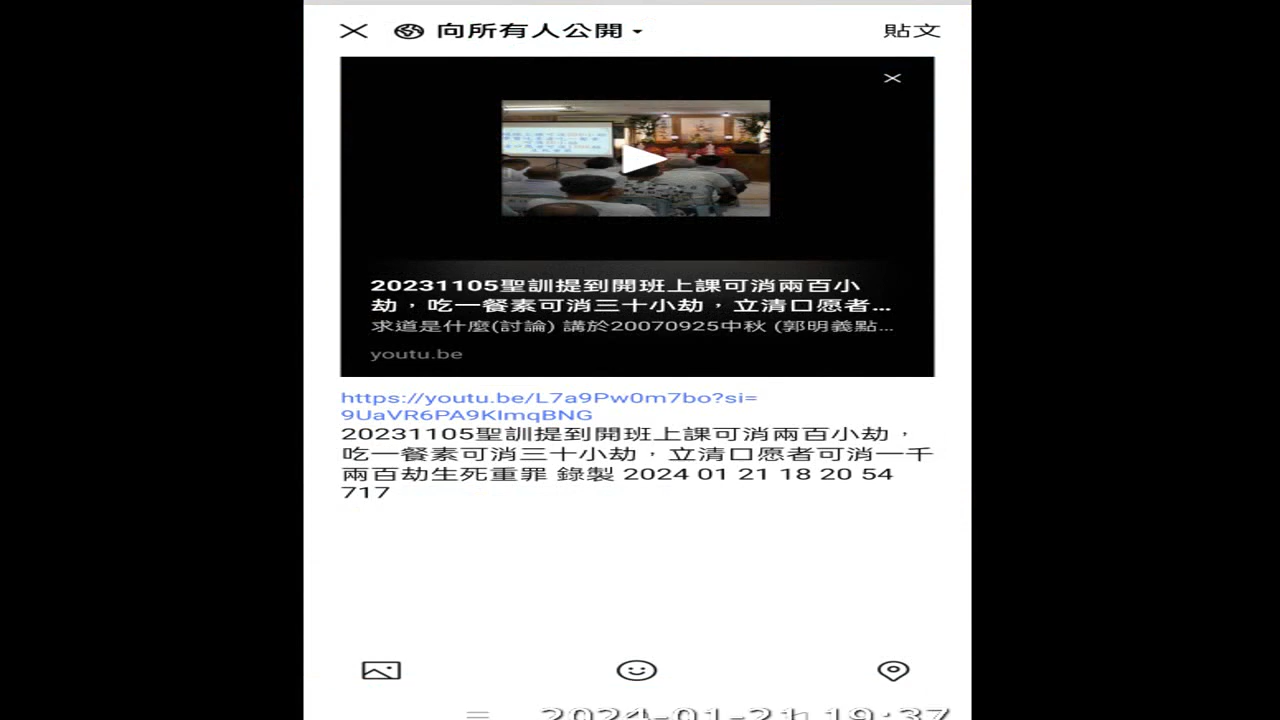 向所有人公開
貼文
20231105聖訓提到開班上課可消兩百小
劫，吃一餐素可消三十小劫，立清口愿者...
求道是什麼(討論) 講於20070925中秋 (郭明義點...
youtu.be
https://youtu.be/L7a9Pw0m7bo?si=
9UaVR6PA9KImqBNG
20231105聖訓提到開班上課可消兩百小劫，
吃一餐素可消三十小劫，立清口愿者可消一千
兩百劫生死重罪 錄製 2024 01 21 18 20 54
717